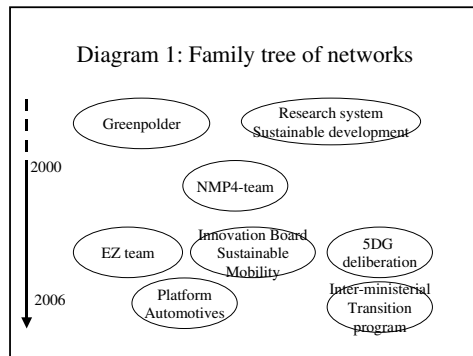 Diagram 1: Family tree of networks
Greenpolder
Research system
Sustainable development
2000
NMP4-team
EZ team
Innovation Board
Sustainable
Mobility
5DG
deliberation
2006
Platform
Automotives
Inter-ministerial
Transition
program